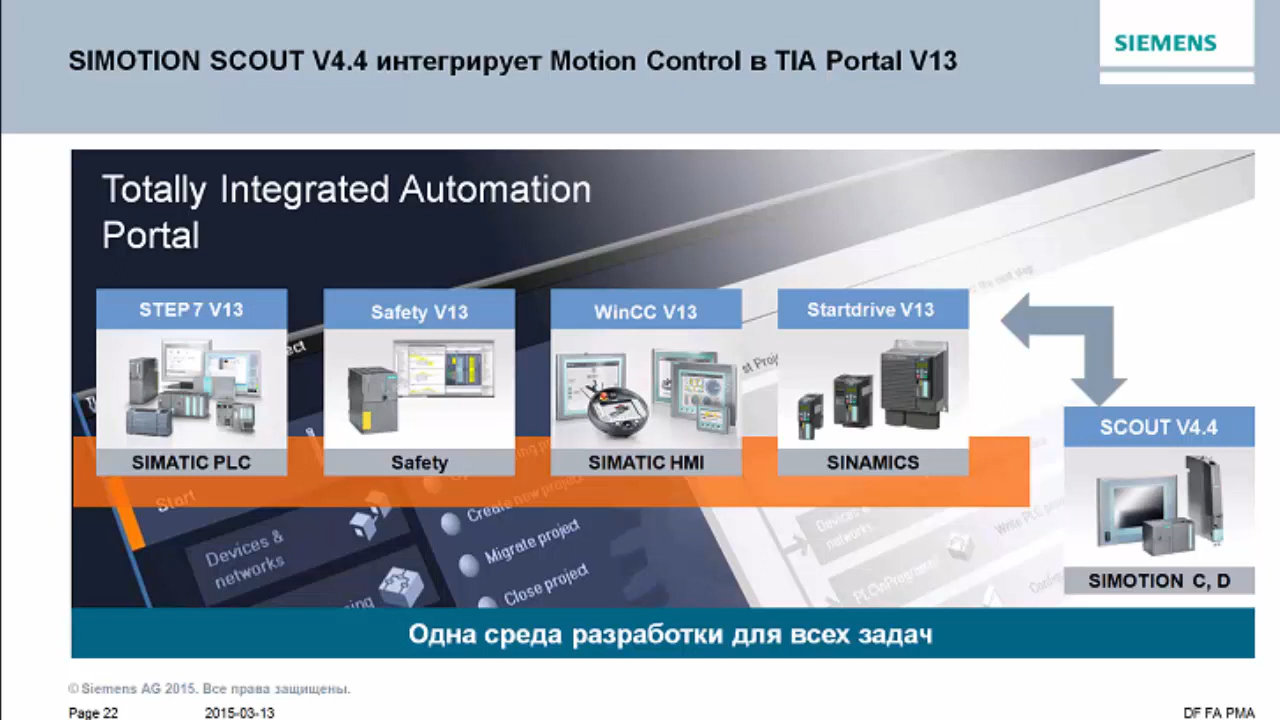 SIMOTION SCOUT V4.4 интегрирует Motion Control в TIA Portal V13
SIEMENS
Totally Integrated Automation
Portal
STEP 7 V13
Safety V13
WinCC V13
Startdrive V13
SIMATIC PLC
Safety
SIMATIC HMI
SINAMICS
SCOUT V4.4
SIMOTION C, D
Start
Devices &
networks
Create new project
Migrate project
Close project
Devices &
networks
Одна среда разработки для всех задач
© Siemens AG 2015. Все права защищены.
Page 22
2015-03-13
DF FA PMA